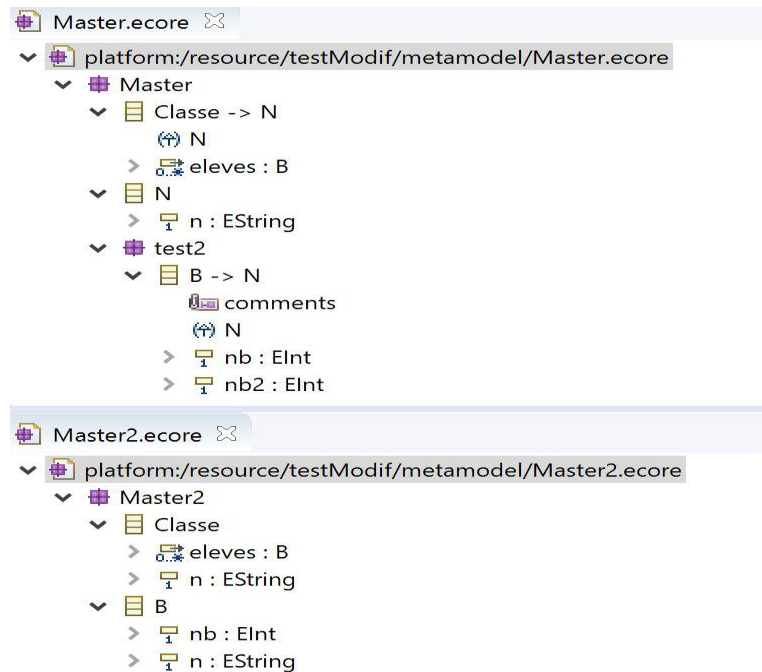 Master.ecore
platform:/resource/testModif/metamodel/Master.ecore
Master
Classe -> N
N
eleves : B
N
n : EString
test2
B -> N
comments
N
nb : EInt
nb2 : EInt
Master2.ecore
platform:/resource/testModif/metamodel/Master2.ecore
Master2
Classe
eleves : B
n : EString
B
nb : EInt
n : EString